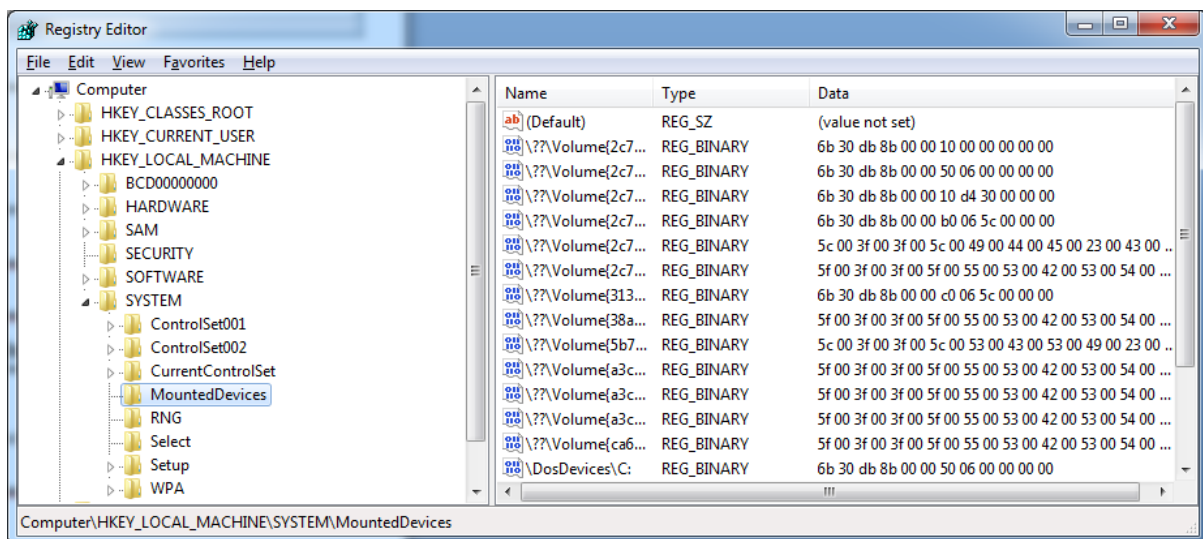 Registry Editor
File Edit View Favorites Help
Computer
HKEY_CLASSES_ROOT
HKEY_CURRENT_USER
HKEY_LOCAL_MACHINE
BCD00000000
HARDWARE
SAM
SECURITY
SOFTWARE
SYSTEM
ControlSet001
ControlSet002
CurrentControlSet
MountedDevices
RNG
Select
Setup
WPA
Name Type Data
(Default) REG_SZ (value not set)
\??\Volume{2c7... REG_BINARY 6b 30 db 8b 00 00 10 00 00 00 00 00
\??\Volume{2c7... REG_BINARY 6b 30 db 8b 00 00 50 06 00 00 00 00
\??\Volume{2c7... REG_BINARY 6b 30 db 8b 00 00 10 d4 30 00 00 00
\??\Volume{2c7... REG_BINARY 6b 30 db 8b 00 00 b0 06 5c 00 00 00
\??\Volume{2c7... REG_BINARY 5c 00 3f 00 3f 00 5c 00 49 00 44 00 45 00 23 00 43 00 ...
\??\Volume{2c7... REG_BINARY 5f 00 3f 00 3f 00 5f 00 55 00 53 00 42 00 53 00 54 00 ...
\??\Volume{313... REG_BINARY 6b 30 db 8b 00 00 c0 06 5c 00 00 00
\??\Volume{38a... REG_BINARY 5f 00 3f 00 3f 00 5f 00 55 00 53 00 42 00 53 00 54 00 ...
\??\Volume{5b7... REG_BINARY 5c 00 3f 00 3f 00 5c 00 53 00 43 00 53 00 49 00 23 00 ...
\??\Volume{a3c... REG_BINARY 5f 00 3f 00 3f 00 5f 00 55 00 53 00 42 00 53 00 54 00 ...
\??\Volume{a3c... REG_BINARY 5f 00 3f 00 3f 00 5f 00 55 00 53 00 42 00 53 00 54 00 ...
\??\Volume{a3c... REG_BINARY 5f 00 3f 00 3f 00 5f 00 55 00 53 00 42 00 53 00 54 00 ...
\??\Volume{ca6... REG_BINARY 5f 00 3f 00 3f 00 5f 00 55 00 53 00 42 00 53 00 54 00 ...
\DosDevices\C: REG_BINARY 6b 30 db 8b 00 00 50 06 00 00 00 00
Computer\HKEY_LOCAL_MACHINE\SYSTEM\MountedDevices